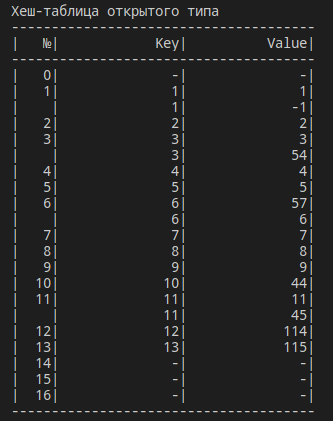 Хеш-таблица открытого типа
--------------------------------------
|   №|            Key|          Value|
--------------------------------------
|   0|              -|              -|
|   1|              1|              1|
|    |              1|             -1|
|   2|              2|              2|
|   3|              3|              3|
|    |              3|             54|
|   4|              4|              4|
|   5|              5|              5|
|   6|              6|             57|
|    |              6|              6|
|   7|              7|              7|
|   8|              8|              8|
|   9|              9|              9|
|  10|             10|             44|
|  11|             11|             11|
|    |             11|             45|
|  12|             12|            114|
|  13|             13|            115|
|  14|              -|              -|
|  15|              -|              -|
|  16|              -|              -|
--------------------------------------